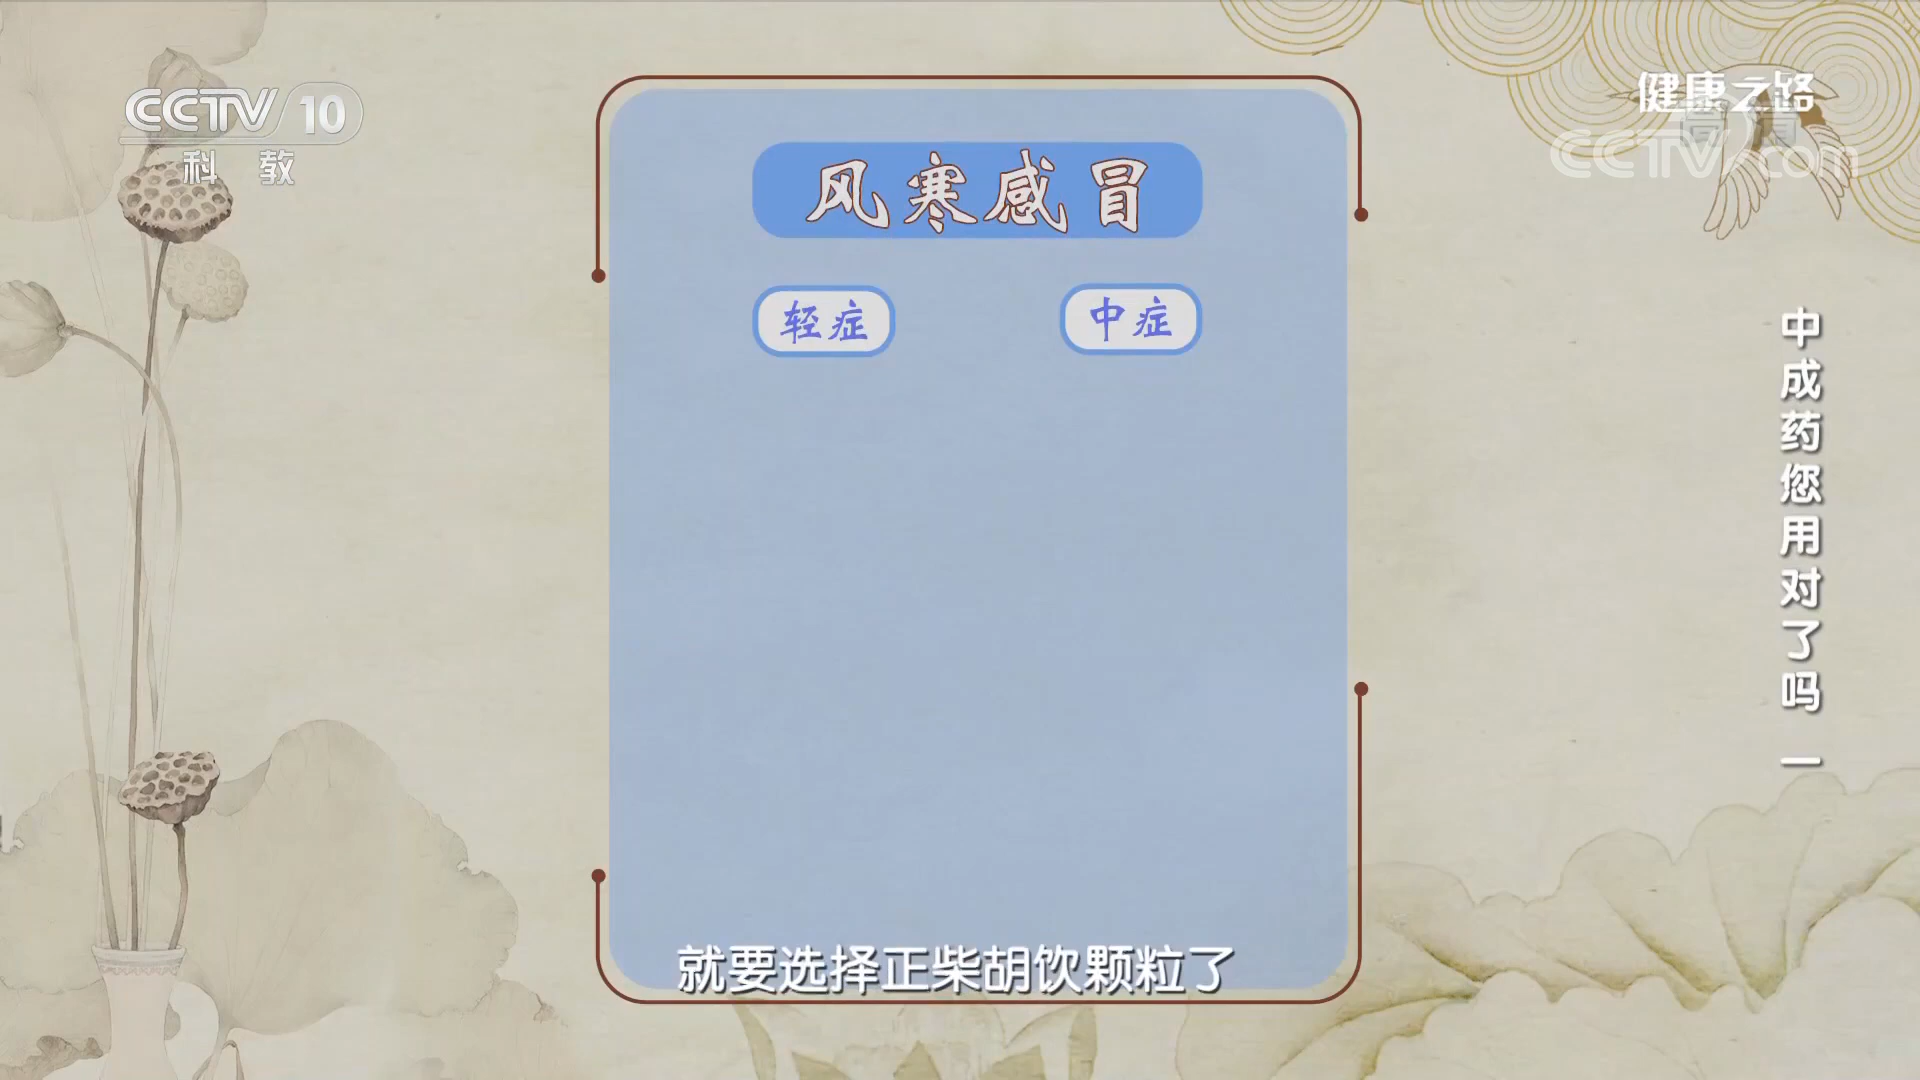 CCTV 10
科教
健康之路
CCTV.com
风寒感冒
轻症
中症
中成药您用对了吗 一
就要选择正柴胡饮颗粒了